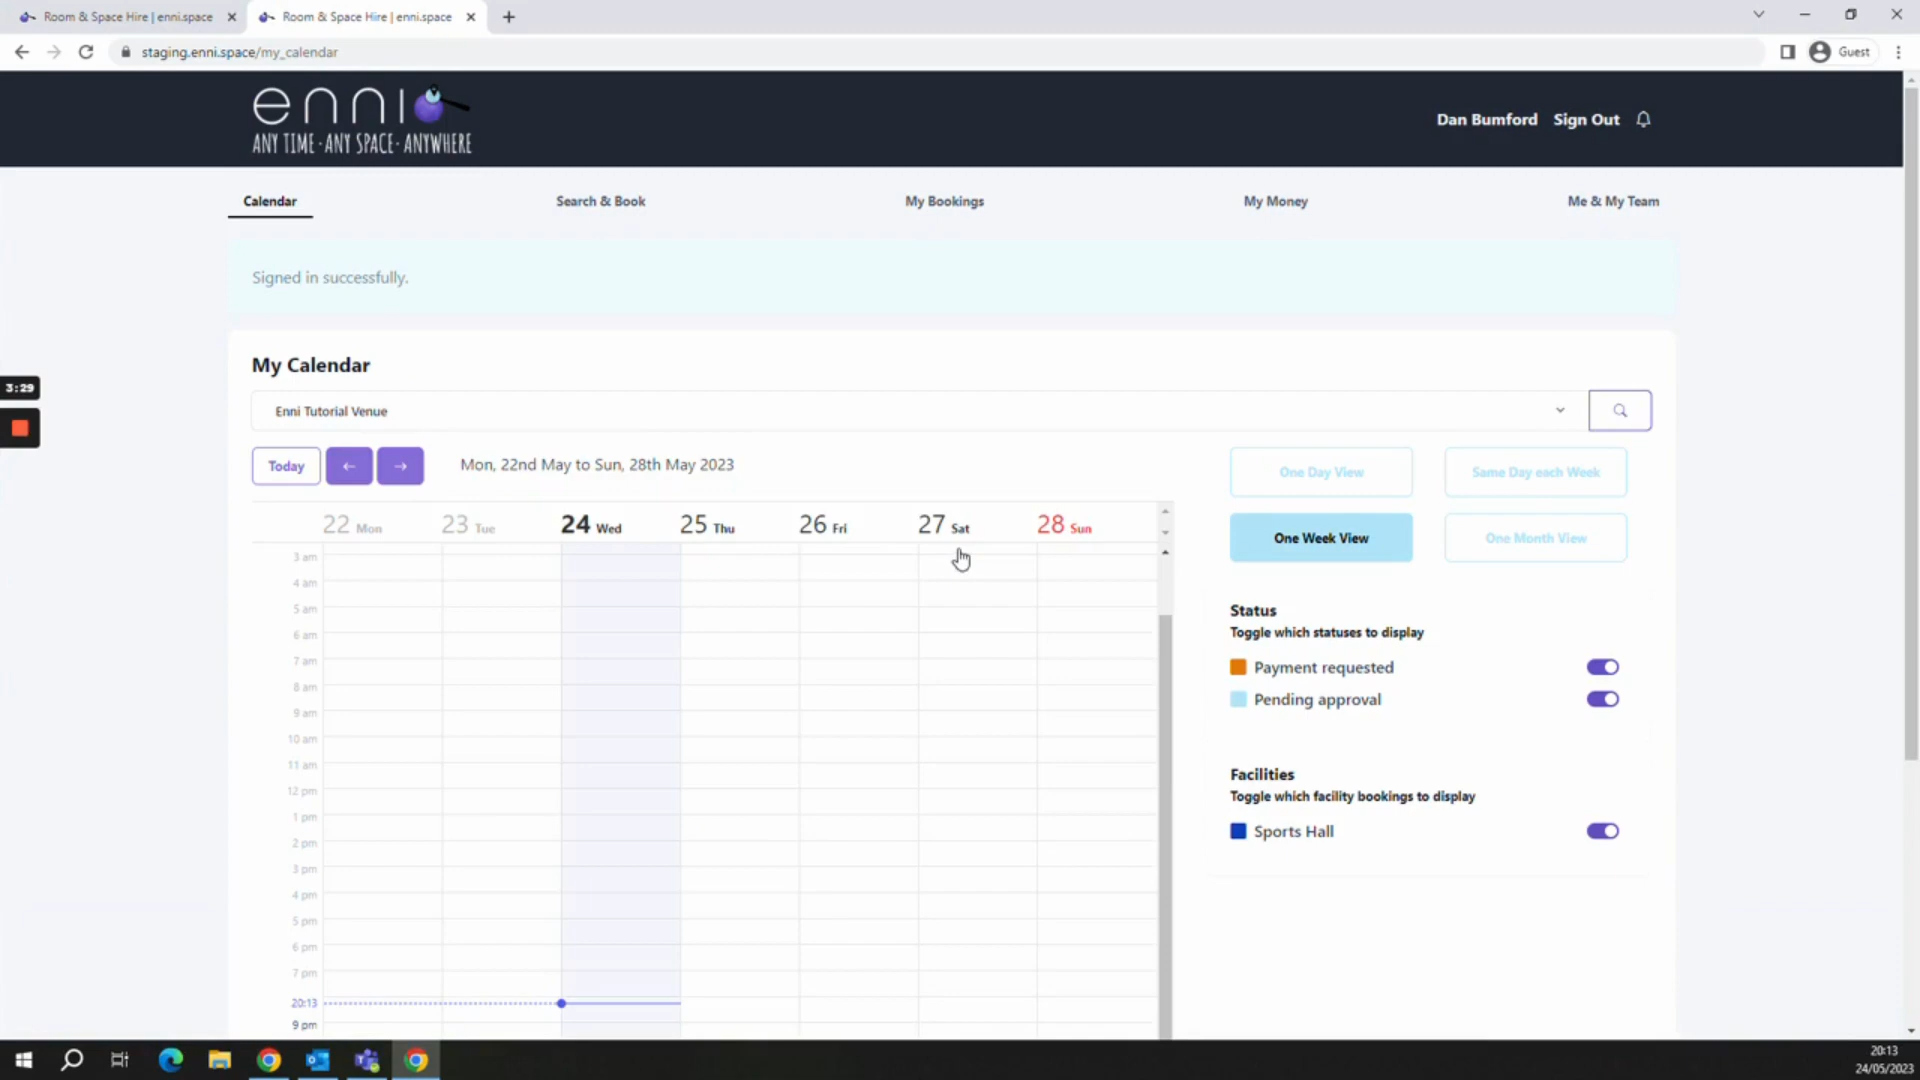 Room & Space Hire | enni.space
Room & Space Hire | enni.space
staging.enni.space/my_calendar
Guest
enni
ANY TIME · ANY SPACE · ANYWHERE
Dan Bumford Sign Out
Calendar Search & Book My Bookings My Money Me & My Team
Signed in successfully.
My Calendar
3:29
Enni Tutorial Venue
Today ← → Mon, 22nd May to Sun, 28th May 2023
One Day View Same Day each Week
One Week View One Month View
22 Mon 23 Tue 24 Wed 25 Thu 26 Fri 27 Sat 28 Sun
3 am
4 am
5 am
6 am
7 am
8 am
9 am
10 am
11 am
12 pm
1 pm
2 pm
3 pm
4 pm
5 pm
6 pm
7 pm
20:13
9 pm
Status
Toggle which statuses to display
Payment requested
Pending approval
Facilities
Toggle which facility bookings to display
Sports Hall
20:13
24/05/2023